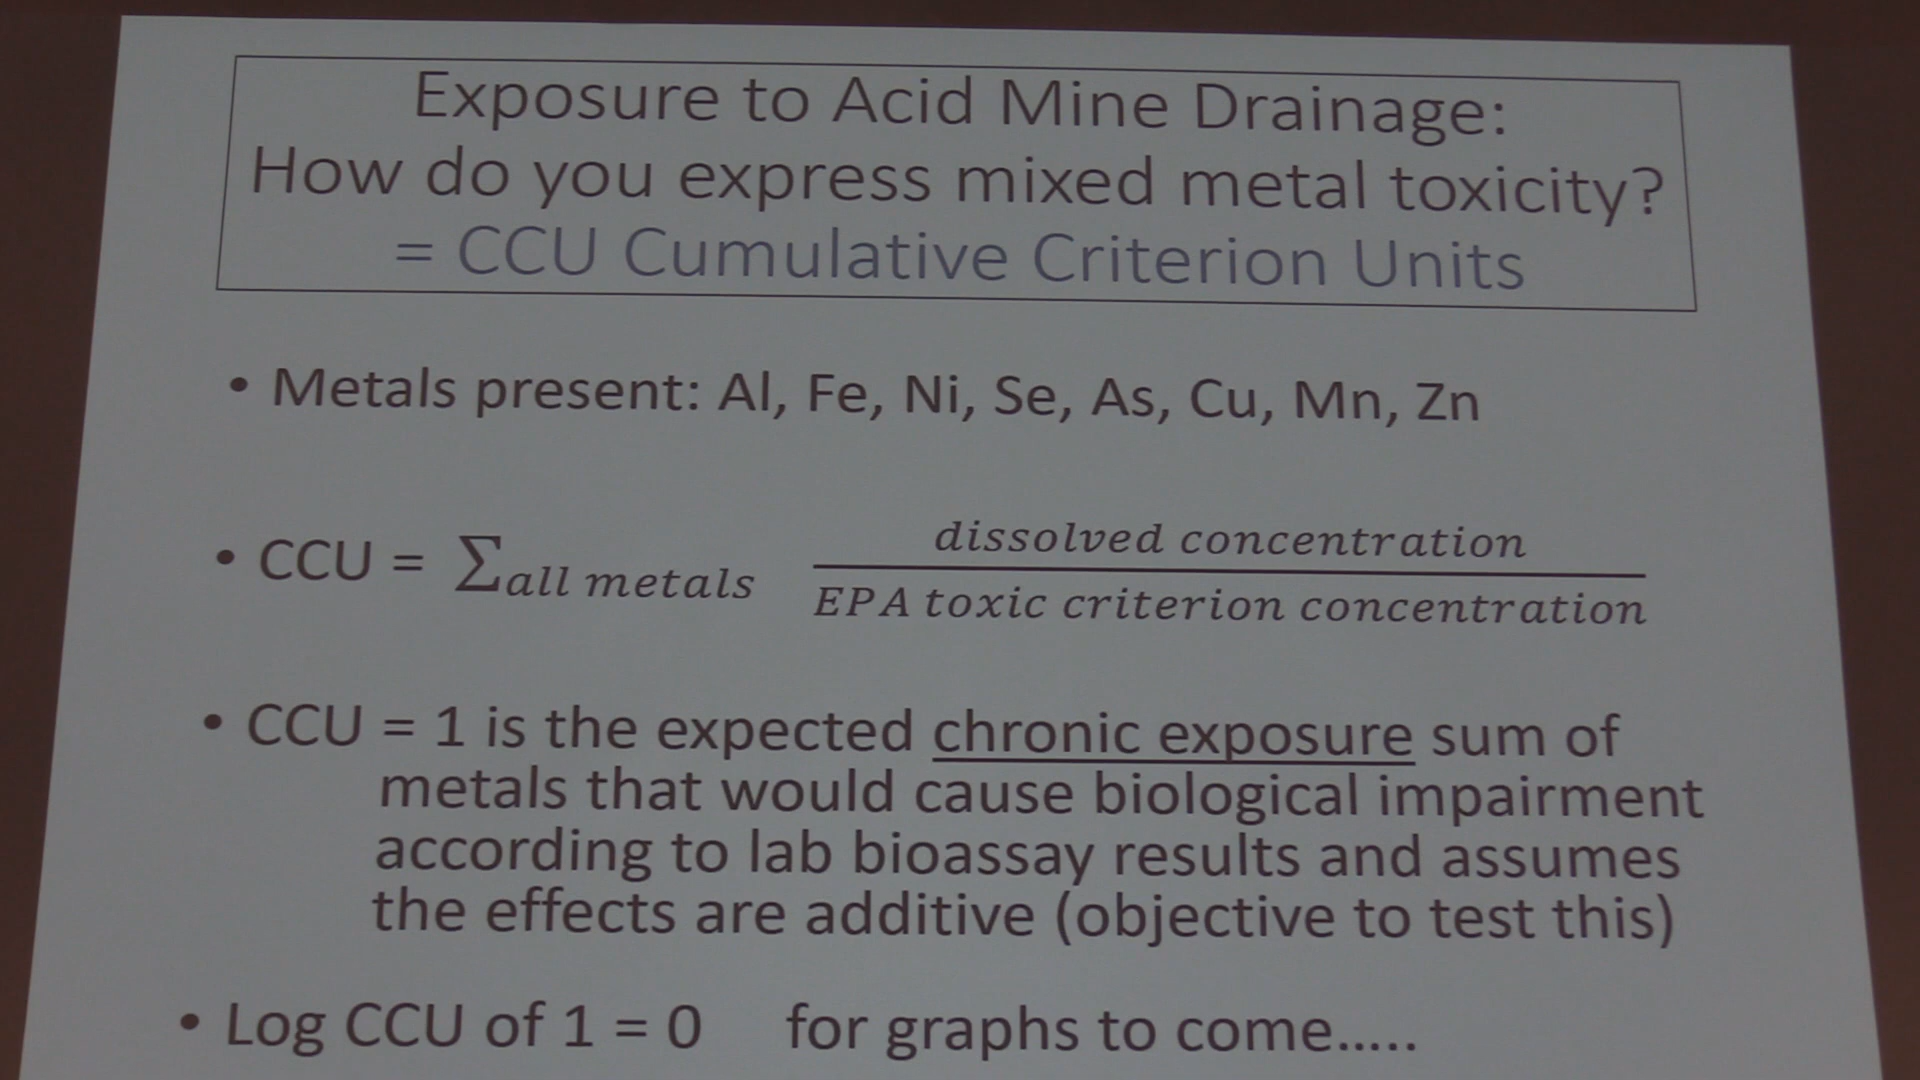 Exposure to Acid Mine Drainage:
How do you express mixed metal toxicity?
= CCU Cumulative Criterion Units
• Metals present: Al, Fe, Ni, Se, As, Cu, Mn, Zn
• CCU = ∑all metals dissolved concentration / EPA toxic criterion concentration
• CCU = 1 is the expected chronic exposure sum of
metals that would cause biological impairment
according to lab bioassay results and assumes
the effects are additive (objective to test this)
• Log CCU of 1 = 0 for graphs to come.....